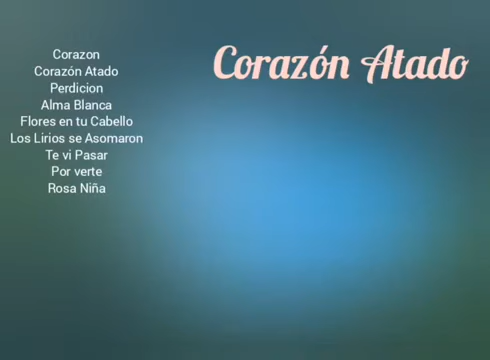 Corazón Atado
Corazon
Corazón Atado
Perdicion
Alma Blanca
Flores en tu Cabello
Los Lirios se Asomaron
Te vi Pasar
Por verte
Rosa Niña